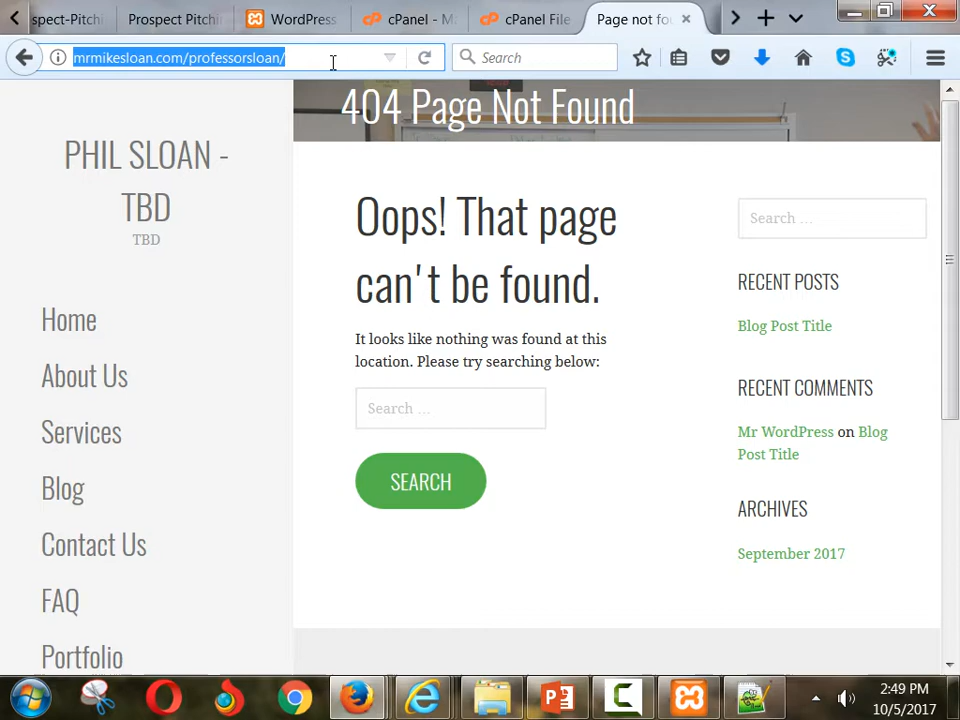 spect-Pitchi
Prospect Pitchin
WordPress
cPanel - M
cPanel File
Page not fou
mrmikesloan.com/professorsloan/
Search
404 Page Not Found
PHIL SLOAN -
TBD
TBD
Home
About Us
Services
Blog
Contact Us
FAQ
Portfolio
Oops! That page
can't be found.
It looks like nothing was found at this
location. Please try searching below:
Search ...
SEARCH
Search ...
RECENT POSTS
Blog Post Title
RECENT COMMENTS
Mr WordPress on Blog
Post Title
ARCHIVES
September 2017
2:49 PM
10/5/2017